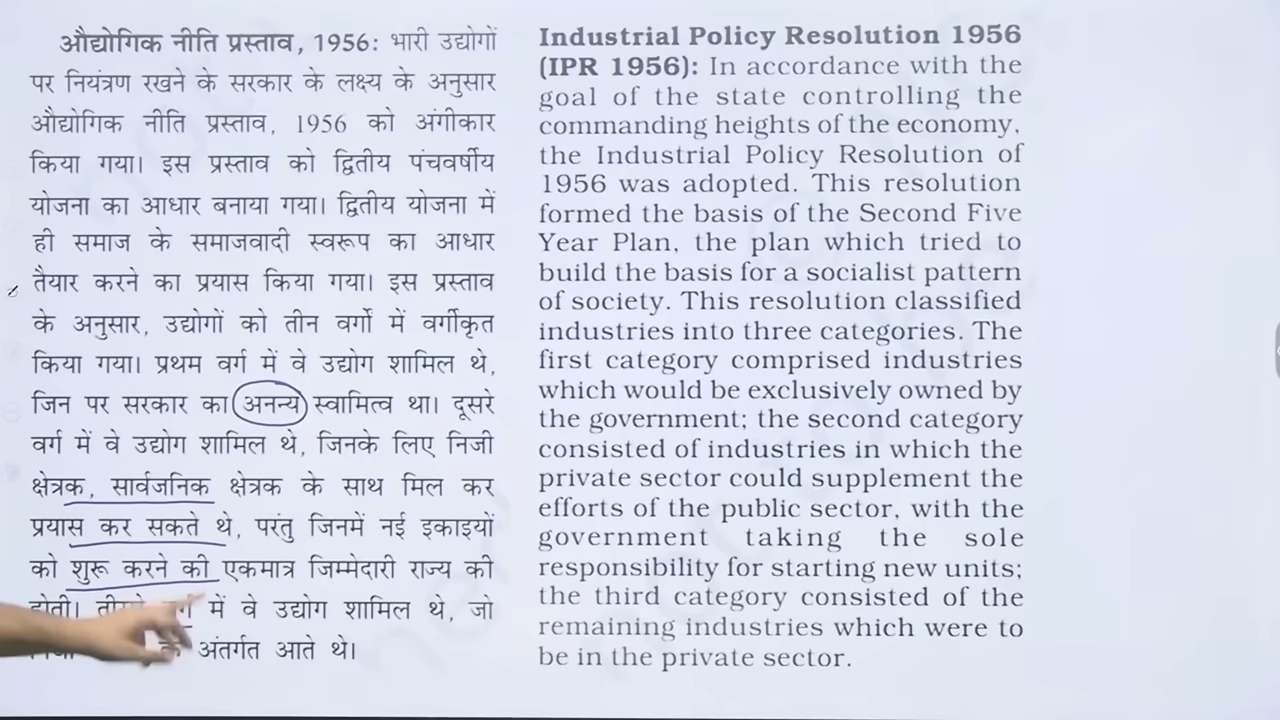 औद्योगिक नीति प्रस्ताव, 1956: भारी उद्योगों
पर नियंत्रण रखने के सरकार के लक्ष्य के अनुसार
औद्योगिक नीति प्रस्ताव, 1956 को अंगीकार
किया गया। इस प्रस्ताव को द्वितीय पंचवर्षीय
योजना का आधार बनाया गया। द्वितीय योजना में
ही समाज के समाजवादी स्वरूप का आधार
तैयार करने का प्रयास किया गया। इस प्रस्ताव
के अनुसार, उद्योगों को तीन वर्गों में वर्गीकृत
किया गया। प्रथम वर्ग में वे उद्योग शामिल थे,
जिन पर सरकार का अनन्य स्वामित्व था। दूसरे
वर्ग में वे उद्योग शामिल थे, जिनके लिए निजी
क्षेत्रक, सार्वजनिक क्षेत्रक के साथ मिल कर
प्रयास कर सकते थे, परंतु जिनमें नई इकाइयों
को शुरू करने की एकमात्र जिम्मेदारी राज्य की
होती। में वे उद्योग शामिल थे, जो
के अंतर्गत आते थे।
Industrial Policy Resolution 1956
(IPR 1956): In accordance with the
goal of the state controlling the
commanding heights of the economy,
the Industrial Policy Resolution of
1956 was adopted. This resolution
formed the basis of the Second Five
Year Plan, the plan which tried to
build the basis for a socialist pattern
of society. This resolution classified
industries into three categories. The
first category comprised industries
which would be exclusively owned by
the government; the second category
consisted of industries in which the
private sector could supplement the
efforts of the public sector, with the
government taking the sole
responsibility for starting new units;
the third category consisted of the
remaining industries which were to
be in the private sector.